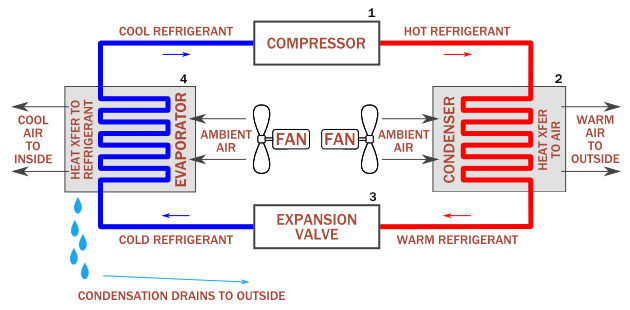 1
COOL REFRIGERANT
COMPRESSOR
HOT REFRIGERANT
4
2
COOL
AIR
TO
INSIDE
HEAT XFER TO
REFRIGERANT
EVAPORATOR
AMBIENT
AIR
FAN
FAN
AMBIENT
AIR
CONDENSER
HEAT XFER
TO AIR
WARM
AIR
TO
OUTSIDE
3
COLD REFRIGERANT
EXPANSION
VALVE
WARM REFRIGERANT
CONDENSATION DRAINS TO OUTSIDE